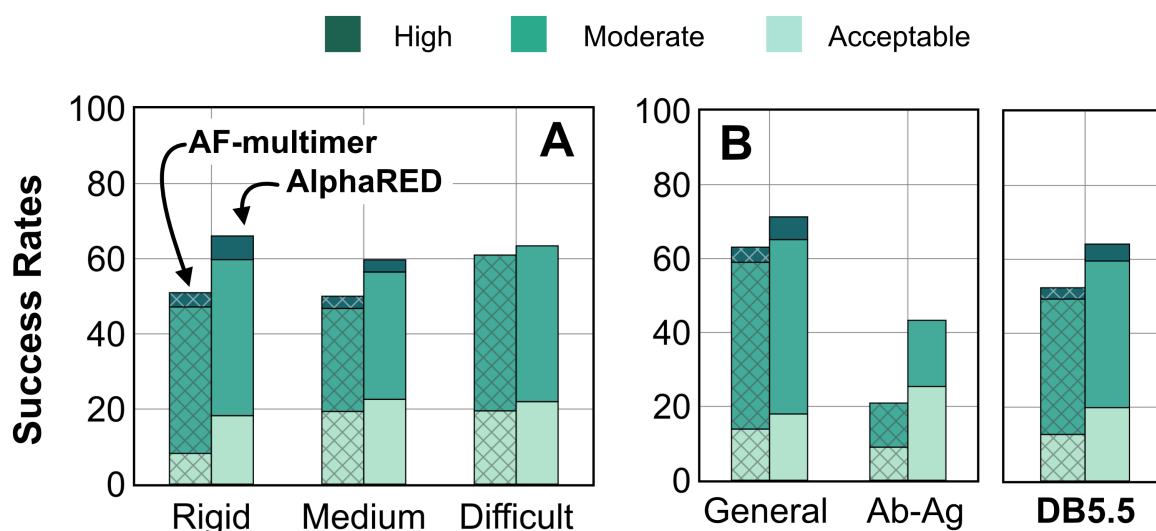 High Moderate Acceptable
Success Rates
100
80
60
40
20
0
A
AF-multimer
AlphaRED
Rigid Medium Difficult
100
80
60
40
20
0
B
General Ab-Ag
DB5.5